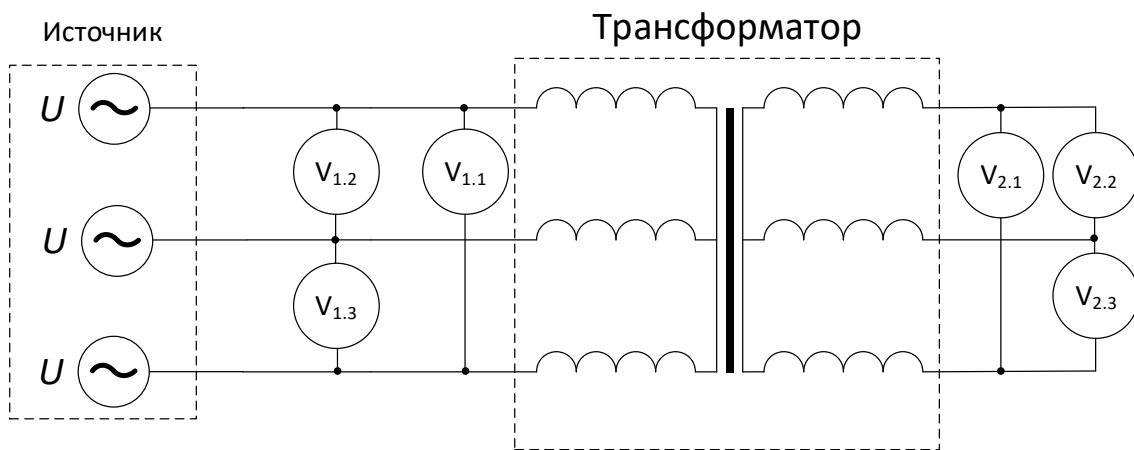 Источник
Трансформатор
U
V1.2
V1.1
V2.1
V2.2
U
V1.3
V2.3
U